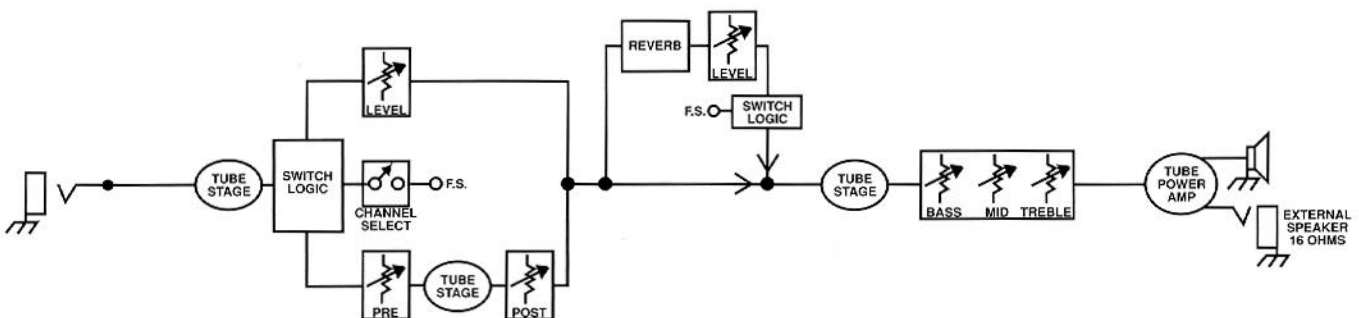 REVERB
LEVEL
F.S.
SWITCH
LOGIC
LEVEL
TUBE
STAGE
SWITCH
LOGIC
F.S.
CHANNEL
SELECT
PRE
TUBE
STAGE
POST
TUBE
STAGE
BASS
MID
TREBLE
TUBE
POWER
AMP
EXTERNAL
SPEAKER
16 OHMS